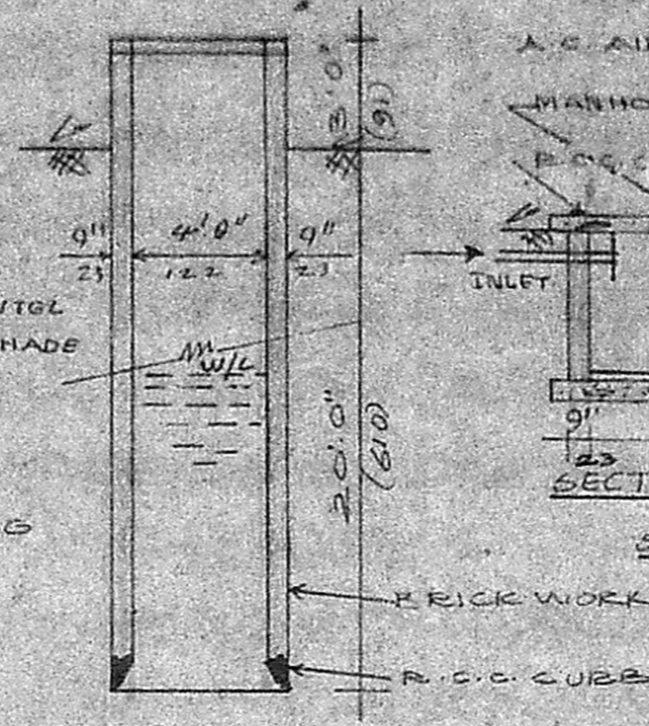 3'.0"
(91)
9" 4'.0" 9"
23 122 23
W/L
20'.0"
(610)
BRICK WORK
R.C.C. CURB
A.C. AI
MANHO
R.C.C
INLET
9"
23
SECT
HADE
G